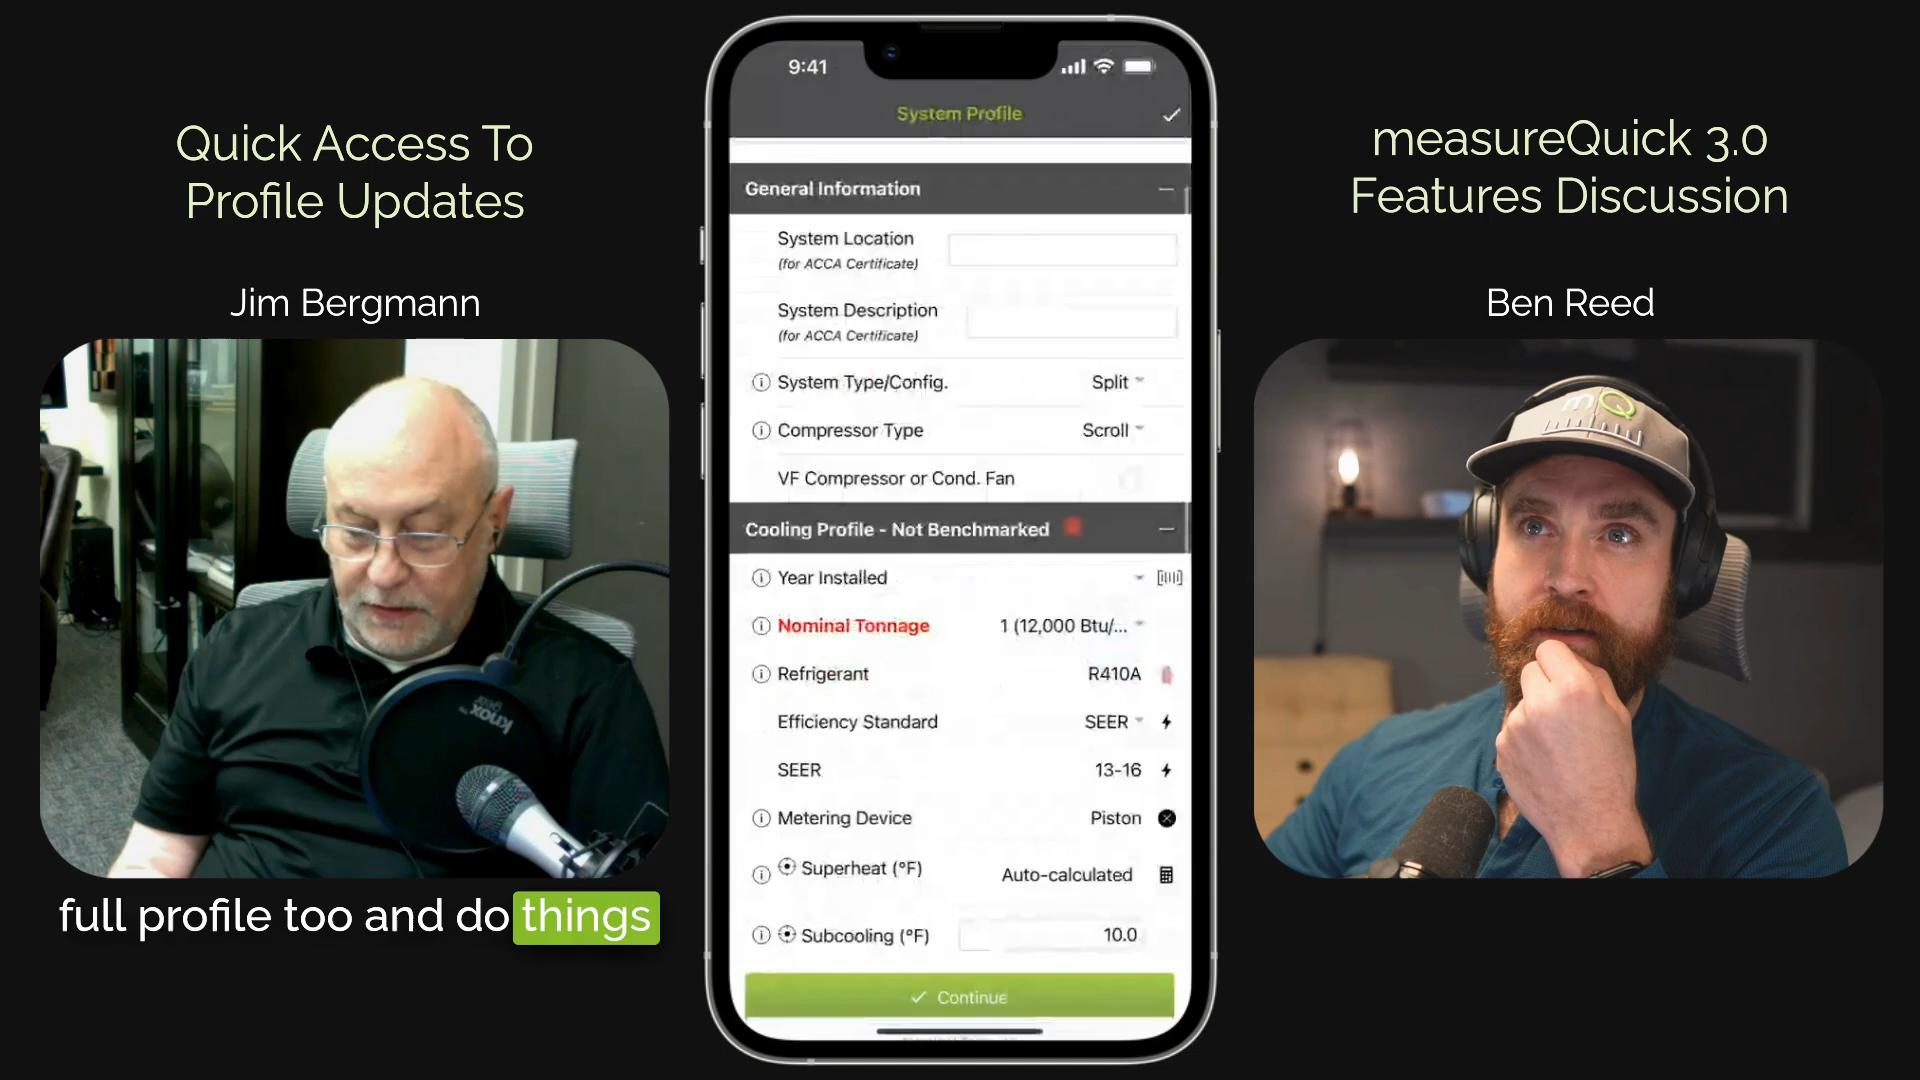 Quick Access To
Profile Updates
Jim Bergmann
knox
gear
full profile too and do things
9:41
System Profile
General Information
System Location
(for ACCA Certificate)
System Description
(for ACCA Certificate)
System Type/Config. Split
Compressor Type Scroll
VF Compressor or Cond. Fan
Cooling Profile - Not Benchmarked
Year Installed
Nominal Tonnage 1 (12,000 Btu/...
Refrigerant R410A
Efficiency Standard SEER
SEER 13-16
Metering Device Piston
Superheat (°F) Auto-calculated
Subcooling (°F) 10.0
Continue
measureQuick 3.0
Features Discussion
Ben Reed
mQ